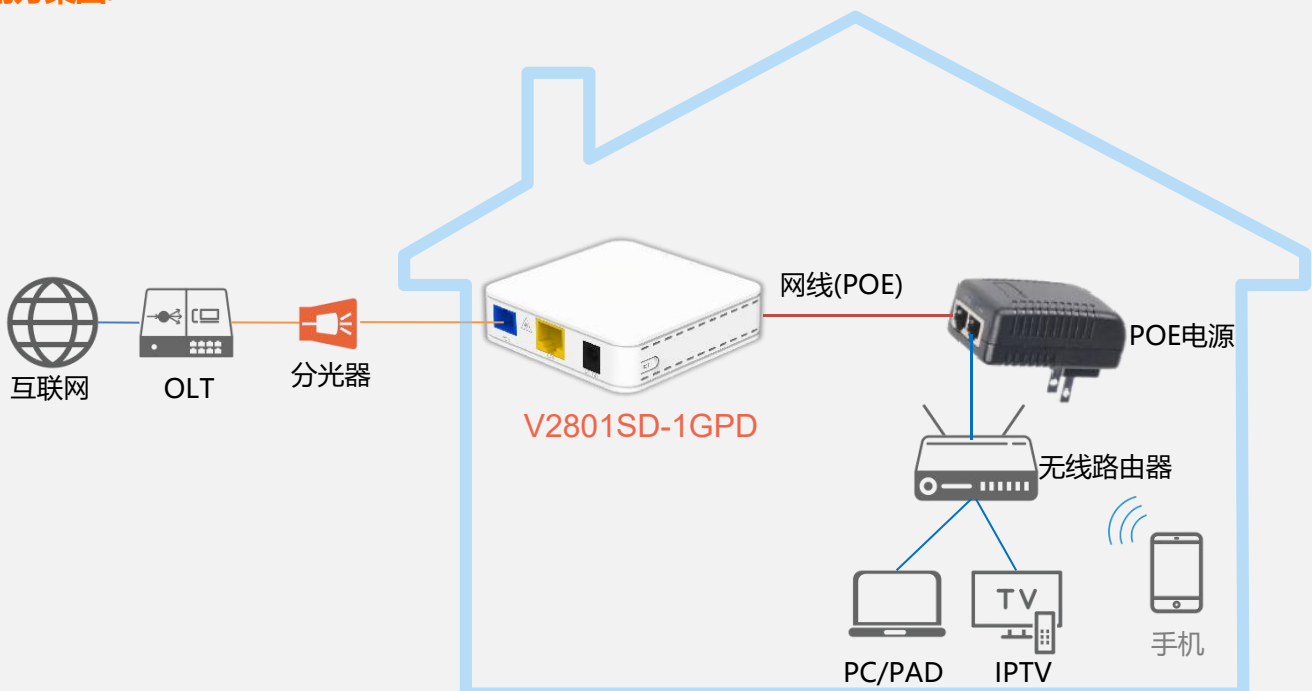 互联网
OLT
分光器
V2801SD-1GPD
网线(POE)
POE电源
无线路由器
TV
PC/PAD
IPTV
手机